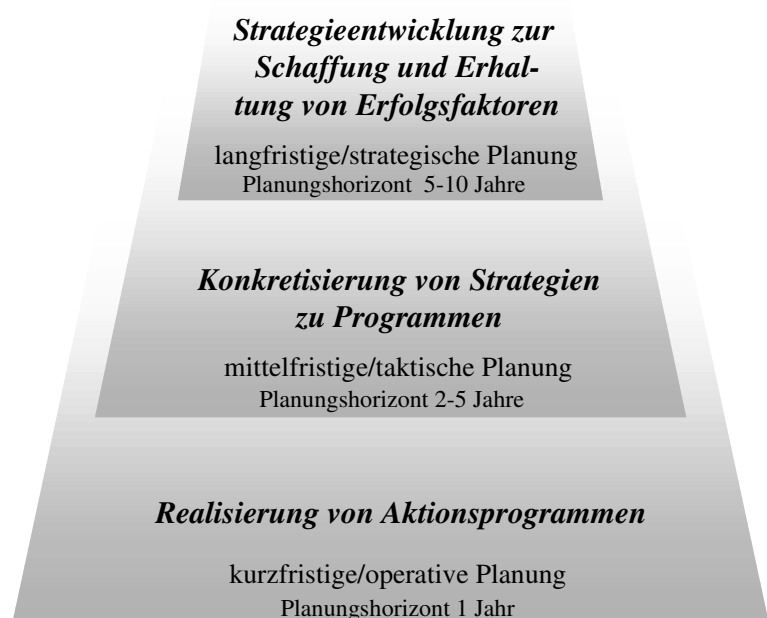 Strategieentwicklung zur
Schaffung und Erhal-
tung von Erfolgsfaktoren
langfristige/strategische Planung
Planungshorizont 5-10 Jahre
Konkretisierung von Strategien
zu Programmen
mittelfristige/taktische Planung
Planungshorizont 2-5 Jahre
Realisierung von Aktionsprogrammen
kurzfristige/operative Planung
Planungshorizont 1 Jahr